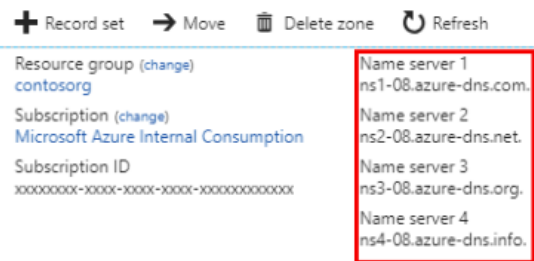 Record set Move Delete zone Refresh
Resource group (change)
contosorg
Subscription (change)
Microsoft Azure Internal Consumption
Subscription ID
xxxxxxxx-xxxx-xxxx-xxxx-xxxxxxxxxxxx
Name server 1
ns1-08.azure-dns.com.
Name server 2
ns2-08.azure-dns.net.
Name server 3
ns3-08.azure-dns.org.
Name server 4
ns4-08.azure-dns.info.